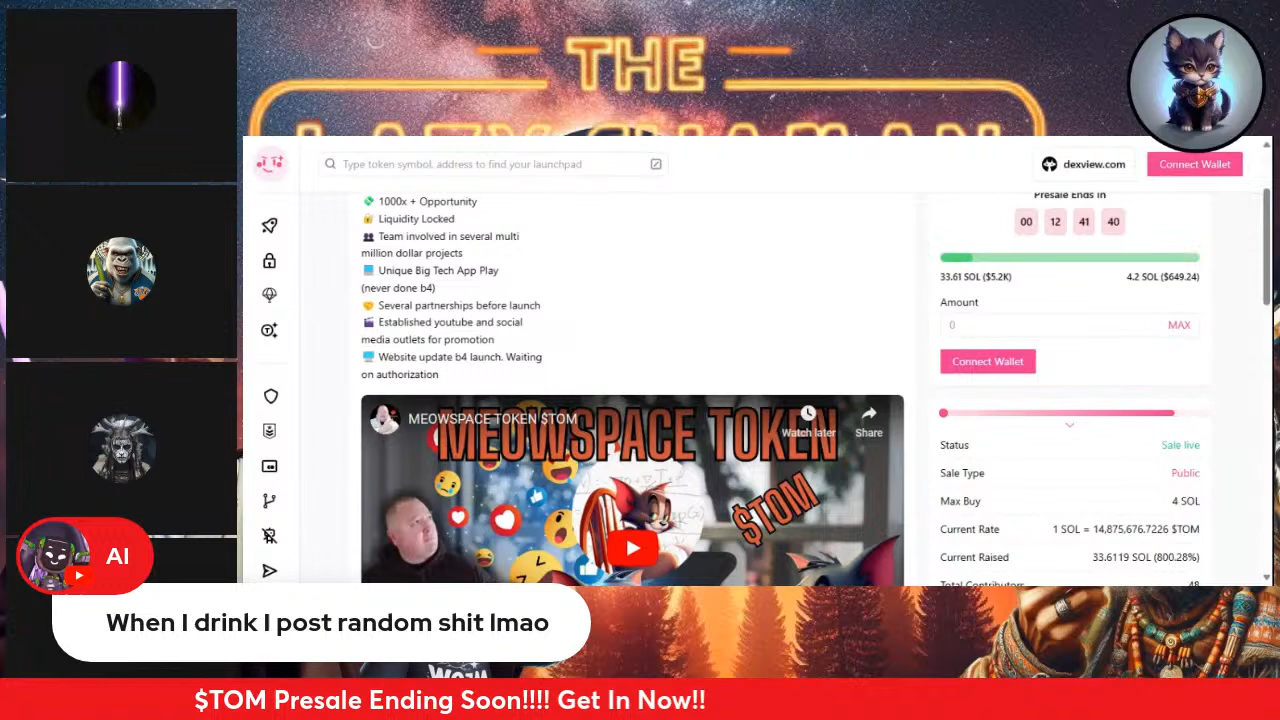 THE
Type token symbol, address to find your launchpad
dexview.com
Connect Wallet
1000x + Opportunity
Liquidity Locked
Team involved in several multi
million dollar projects
Unique Big Tech App Play
(never done b4)
Several partnerships before launch
Established youtube and social
media outlets for promotion
Website update b4 launch. Waiting
on authorization
MEOWSPACE TOKEN $TOM
Watch later
Share
MEOWSPACE TOKEN
$TOM
Presale Ends In
00 12 41 40
33.61 SOL ($5.2K) 4.2 SOL ($649.24)
Amount
0 MAX
Connect Wallet
Status Sale live
Sale Type Public
Max Buy 4 SOL
Current Rate 1 SOL = 14,875,676.7226 $TOM
Current Raised 33.6119 SOL (800.28%)
Total Contributors 48
AI
When I drink I post random shit lmao
$TOM Presale Ending Soon!!!! Get In Now!!